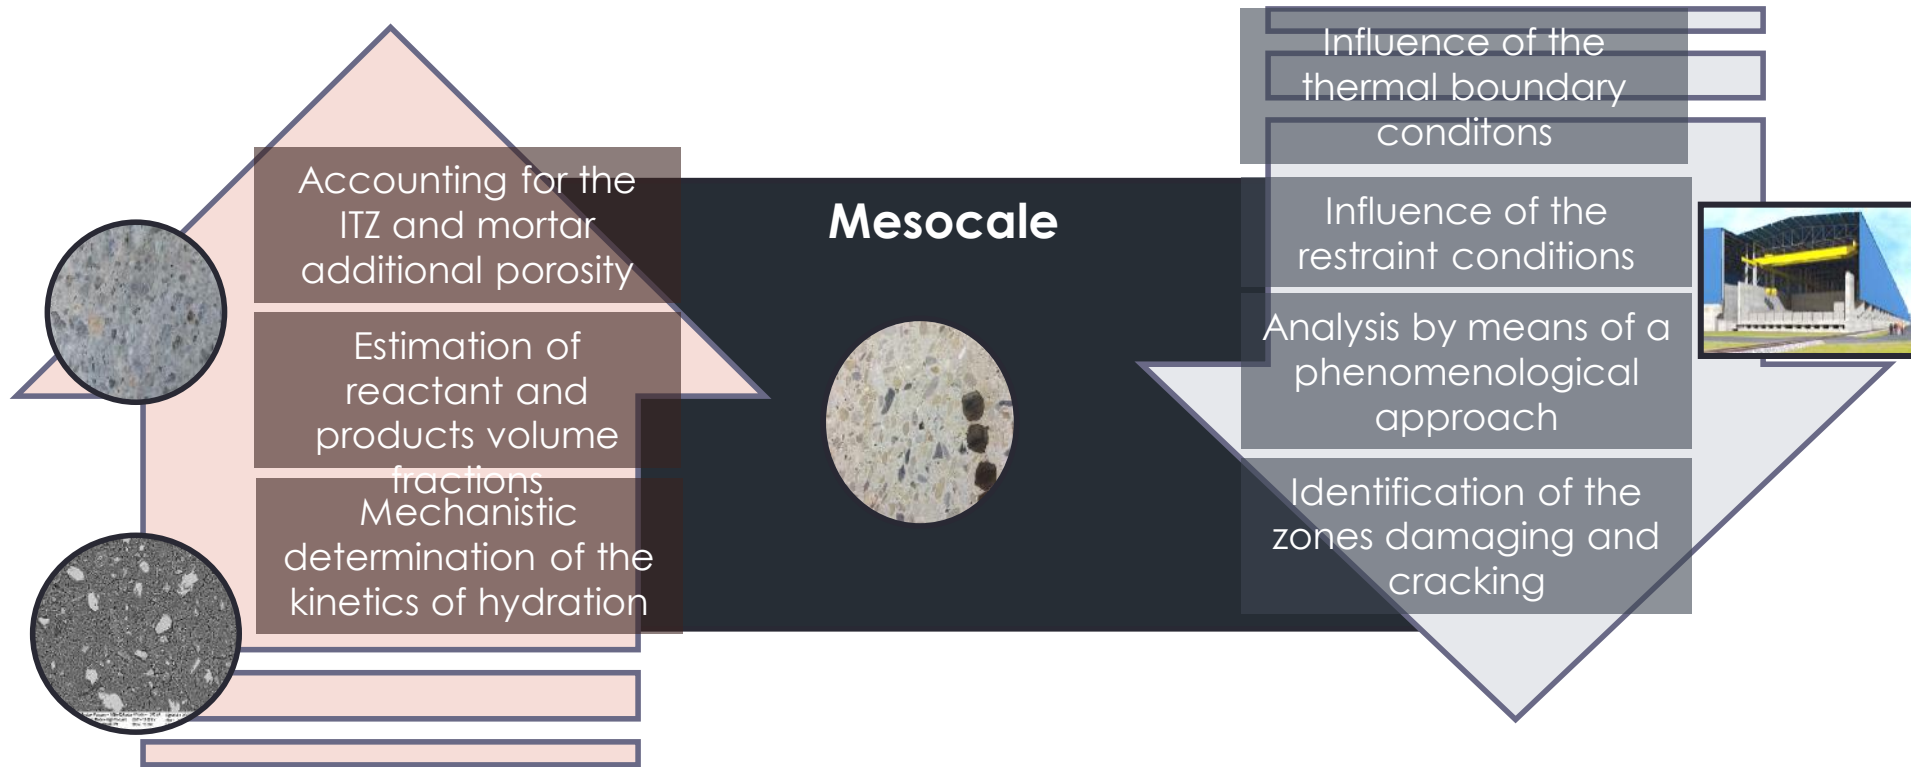 Accounting for the
ITZ and mortar
additional porosity
Estimation of
reactant and
products volume
fractions
Mechanistic
determination of the
kinetics of hydration
Mesocale
Influence of the
thermal boundary
conditons
Influence of the
restraint conditions
Analysis by means of a
phenomenological
approach
Identification of the
zones damaging and
cracking